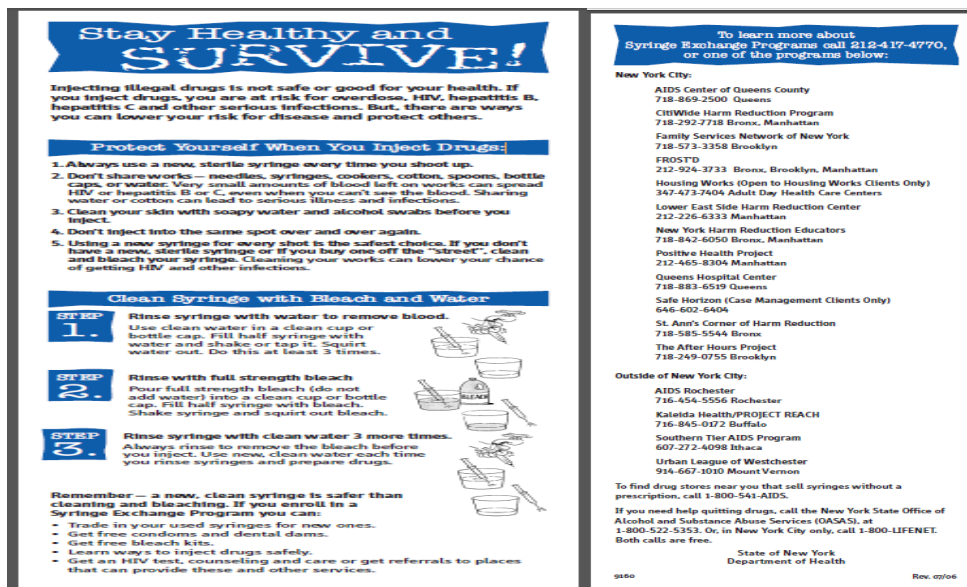 Stay Healthy and
SURVIVE!
Injecting illegal drugs is not safe or good for your health. If
you inject drugs, you are at risk for overdose, HIV, hepatitis B,
hepatitis C and other serious infections. But, there are ways
you can lower your risk for disease and protect others.
Protect Yourself When You Inject Drugs:
1. Always use a new, sterile syringe every time you shoot up.
2. Don't share works — needles, syringes, cookers, cotton, spoons, bottle
caps, or water. Very small amounts of blood left on works can spread
HIV or hepatitis B or C, even when you can't see the blood. Sharing
water or cotton can lead to serious illness and infections.
3. Clean your skin with soapy water and alcohol swabs before you
inject.
4. Don't inject into the same spot over and over again.
5. Using a new syringe for every shot is the safest choice. If you don't
have a new, sterile syringe or if you buy one off the "street", clean
and bleach your syringe. Cleaning your works can lower your chance
of getting HIV and other infections.
Clean Syringe with Bleach and Water
STEP
1.
Rinse syringe with water to remove blood.
Use clean water in a clean cup or
bottle cap. Fill half syringe with
water and shake or tap it. Squirt
water out. Do this at least 3 times.
STEP
2.
Rinse with full strength bleach
Pour full strength bleach (do not
add water) into a clean cup or bottle
cap. Fill half syringe with bleach.
Shake syringe and squirt out bleach.
BLEACH
STEP
3.
Rinse syringe with clean water 3 more times.
Always rinse to remove the bleach before
you inject. Use new, clean water each time
you rinse syringes and prepare drugs.
Remember — a new, clean syringe is safer than
cleaning and bleaching. If you enroll in a
Syringe Exchange Program you can:
• Trade in your used syringes for new ones.
• Get free condoms and dental dams.
• Get free bleach kits.
• Learn ways to inject drugs safely.
• Get an HIV test, counseling and care or get referrals to places
that can provide these and other services.
To learn more about
Syringe Exchange Programs call 212-417-4770,
or one of the programs below:
New York City:
AIDS Center of Queens County
718-869-2500 Queens
CitiWide Harm Reduction Program
718-292-7718 Bronx, Manhattan
Family Services Network of New York
718-573-3358 Brooklyn
FROST'D
212-924-3733 Bronx, Brooklyn, Manhattan
Housing Works (Open to Housing Works Clients Only)
347-473-7404 Adult Day Health Care Centers
Lower East Side Harm Reduction Center
212-226-6333 Manhattan
New York Harm Reduction Educators
718-842-6050 Bronx, Manhattan
Positive Health Project
212-465-8304 Manhattan
Queens Hospital Center
718-883-6519 Queens
Safe Horizon (Case Management Clients Only)
646-602-6404
St. Ann's Corner of Harm Reduction
718-585-5544 Bronx
The After Hours Project
718-249-0755 Brooklyn
Outside of New York City:
AIDS Rochester
716-454-5556 Rochester
Kaleida Health/PROJECT REACH
716-845-0172 Buffalo
Southern Tier AIDS Program
607-272-4098 Ithaca
Urban League of Westchester
914-667-1010 Mount Vernon
To find drug stores near you that sell syringes without a
prescription, call 1-800-541-AIDS.
If you need help quitting drugs, call the New York State Office of
Alcohol and Substance Abuse Services (OASAS), at
1-800-522-5353. Or, in New York City only, call 1-800-LIFENET.
Both calls are free.
State of New York
Department of Health
9160
Rev. 07/06